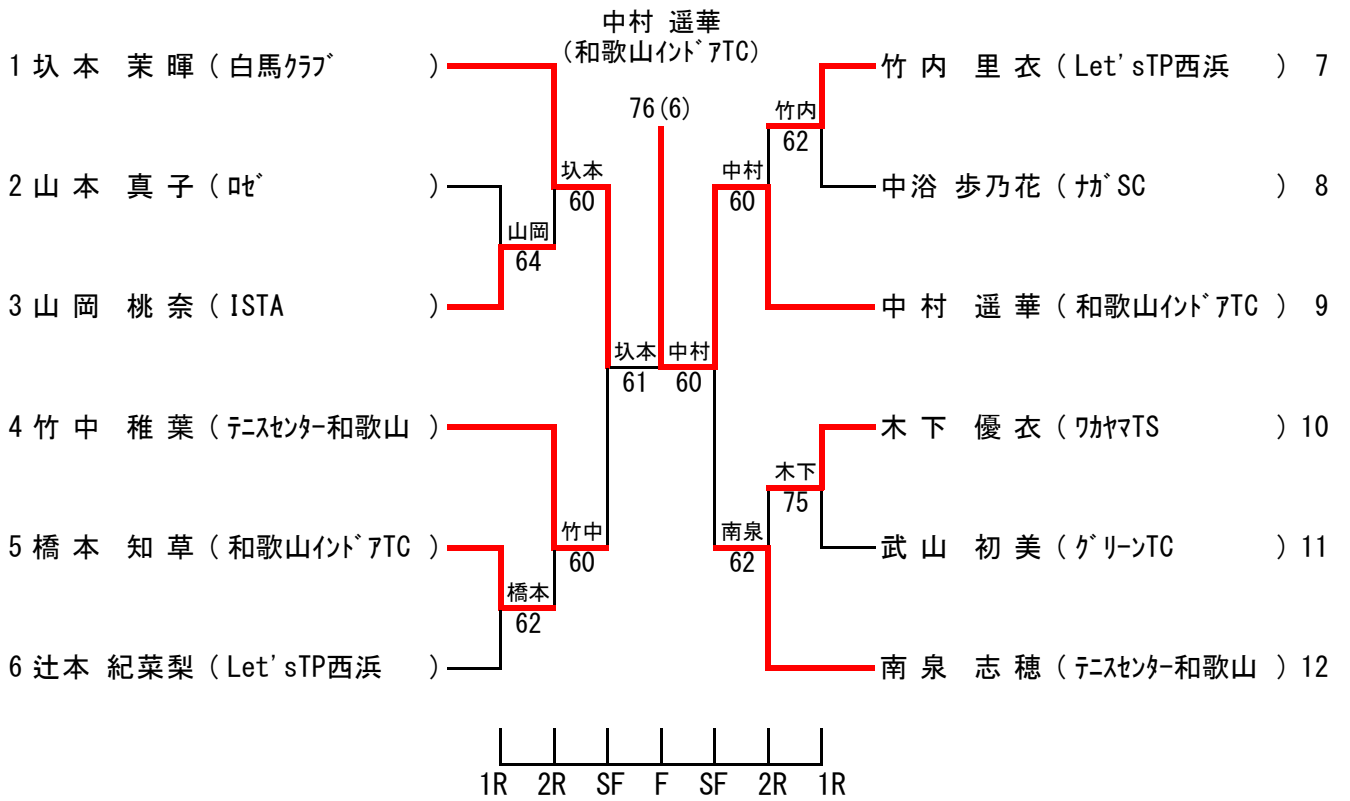 中村 遥華
(和歌山ｲﾝﾄﾞｱTC)
76(6)
1 圦本 茉暉 ( 白馬ｸﾗﾌﾞ )
2 山本 真子 ( ﾛｾﾞ )
3 山岡 桃奈 ( ISTA )
4 竹中 稚葉 ( ﾃﾆｽｾﾝﾀｰ和歌山 )
5 橋本 知草 ( 和歌山ｲﾝﾄﾞｱTC )
6 辻本 紀菜梨 ( Let'sTP西浜 )
山岡
64
橋本
62
圦本
60
竹中
60
圦本
61
中村
60
中村
60
南泉
62
竹内
62
木下
75
竹内 里衣 ( Let'sTP西浜 ) 7
中浴 歩乃花 ( ﾅｶﾞSC ) 8
中村 遥華 ( 和歌山ｲﾝﾄﾞｱTC ) 9
木下 優衣 ( ﾜｶﾔﾏTS ) 10
武山 初美 ( ｸﾞﾘｰﾝTC ) 11
南泉 志穂 ( ﾃﾆｽｾﾝﾀｰ和歌山 ) 12
1R 2R SF F SF 2R 1R